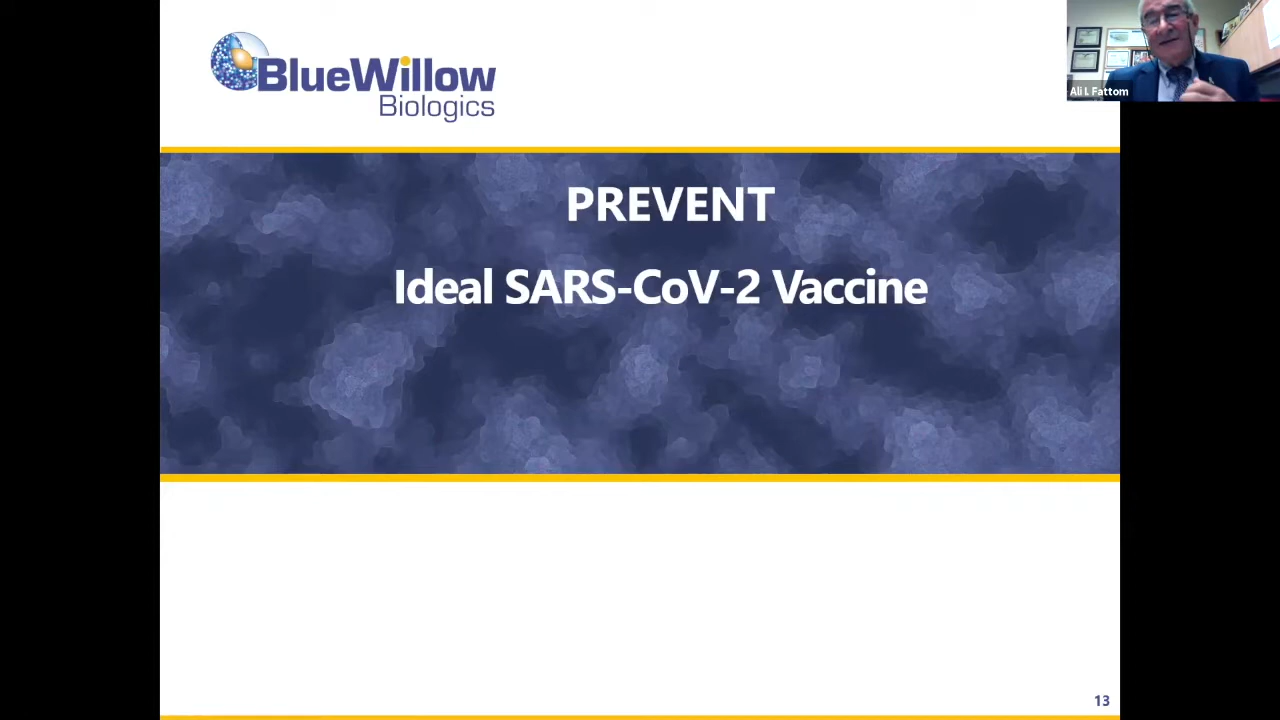 BlueWillow
Biologics
Ali I. Fattom
PREVENT
Ideal SARS-CoV-2 Vaccine
13